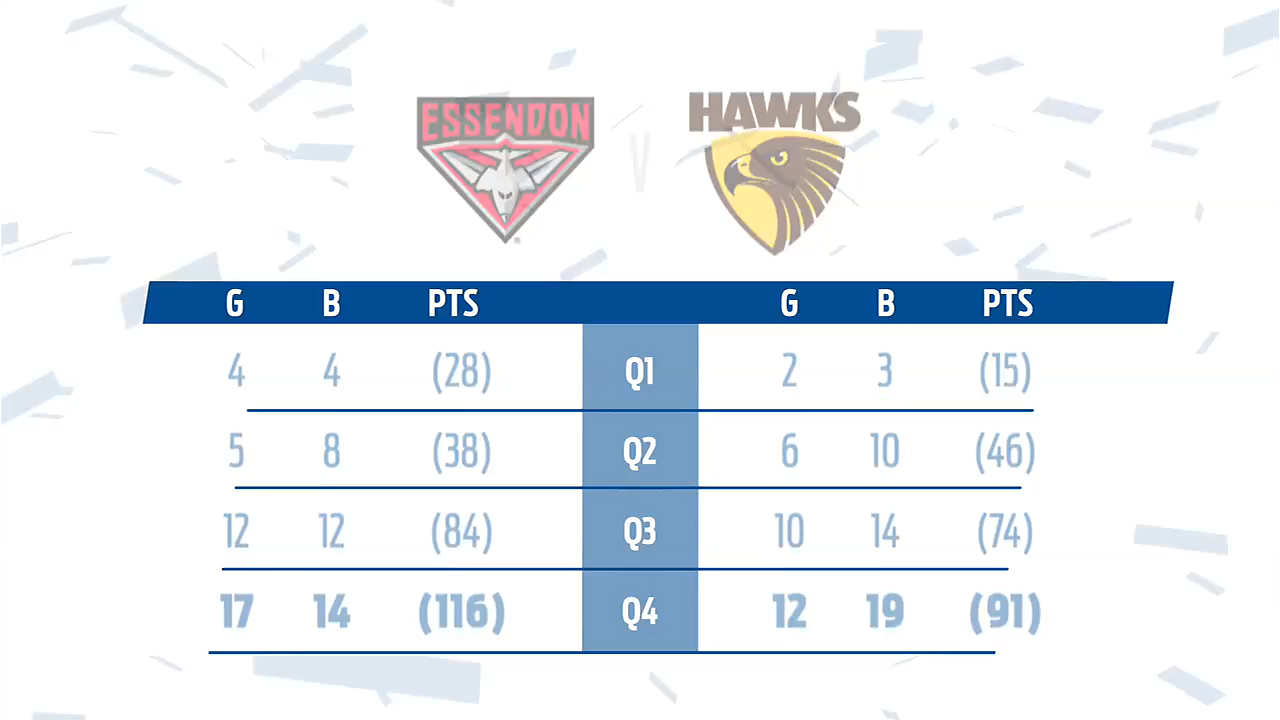 ESSENDON V HAWKS
G B PTS G B PTS
4 4 (28) Q1 2 3 (15)
5 8 (38) Q2 6 10 (46)
12 12 (84) Q3 10 14 (74)
17 14 (116) Q4 12 19 (91)